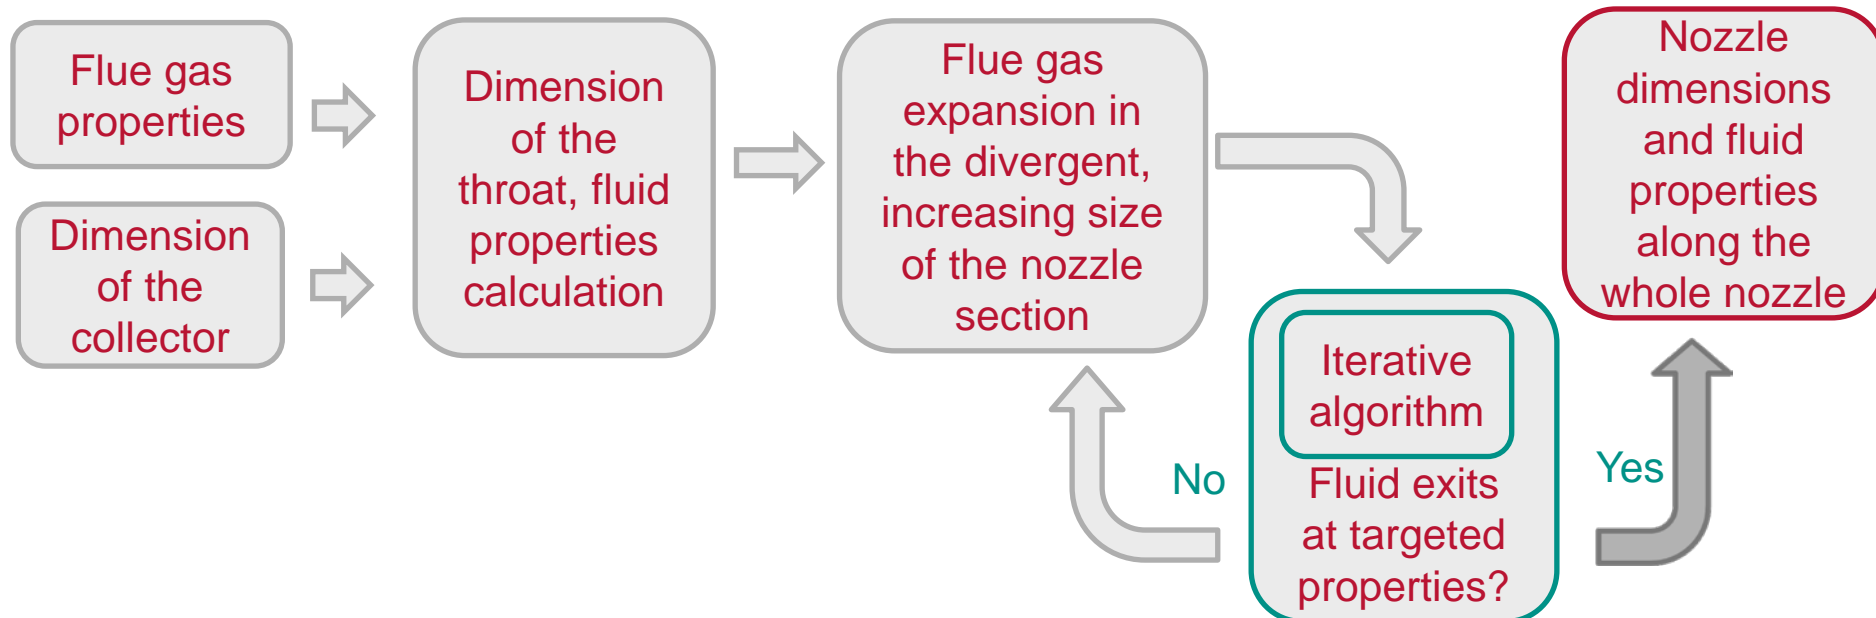 Flue gas
properties
Dimension
of the
collector
Dimension
of the
throat, fluid
properties
calculation
Flue gas
expansion in
the divergent,
increasing size
of the nozzle
section
Iterative
algorithm
Fluid exits
at targeted
properties?
No
Yes
Nozzle
dimensions
and fluid
properties
along the
whole nozzle